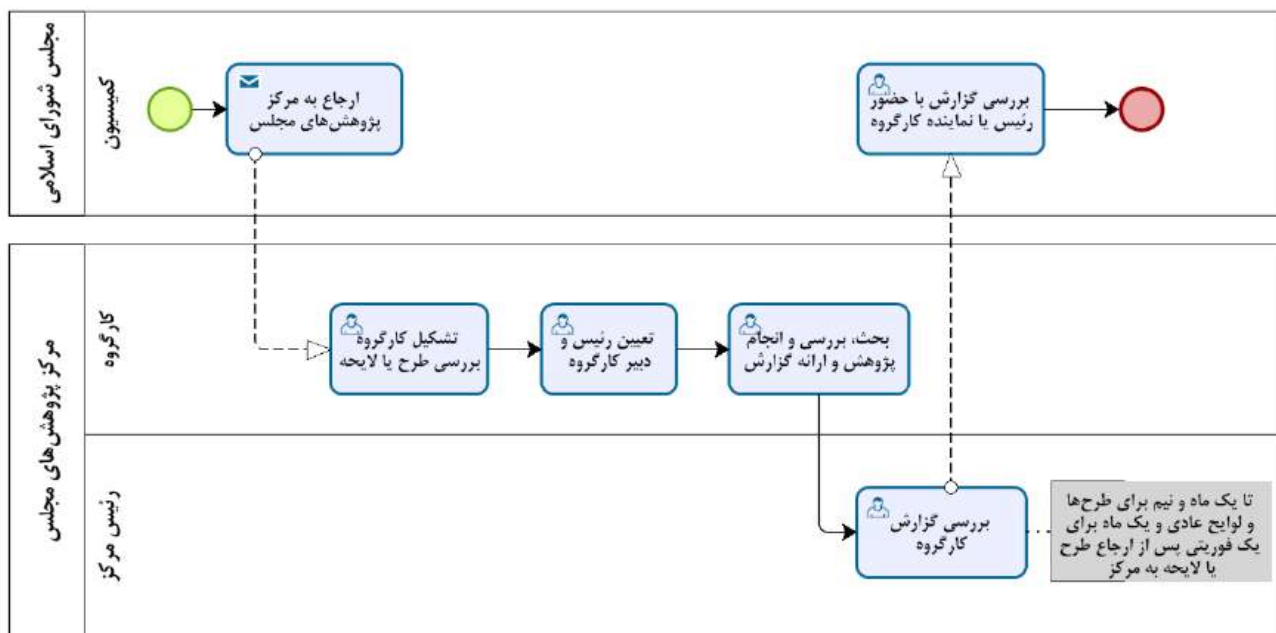 مجلس شورای اسلامی
کمیسیون
ارجاع به مرکز
پژوهش‌های مجلس
بررسی گزارش با حضور
رئیس یا نماینده کارگروه
مرکز پژوهش‌های مجلس
کارگروه
تشکیل کارگروه
بررسی طرح یا لایحه
تعیین رئیس و
دبیر کارگروه
بحث، بررسی و انجام
پژوهش و ارائه گزارش
رئیس مرکز
بررسی گزارش
کارگروه
تا یک ماه و نیم برای طرح‌ها
و لوایح عادی و یک ماه برای
یک فوریتی پس از ارجاع طرح
یا لایحه به مرکز